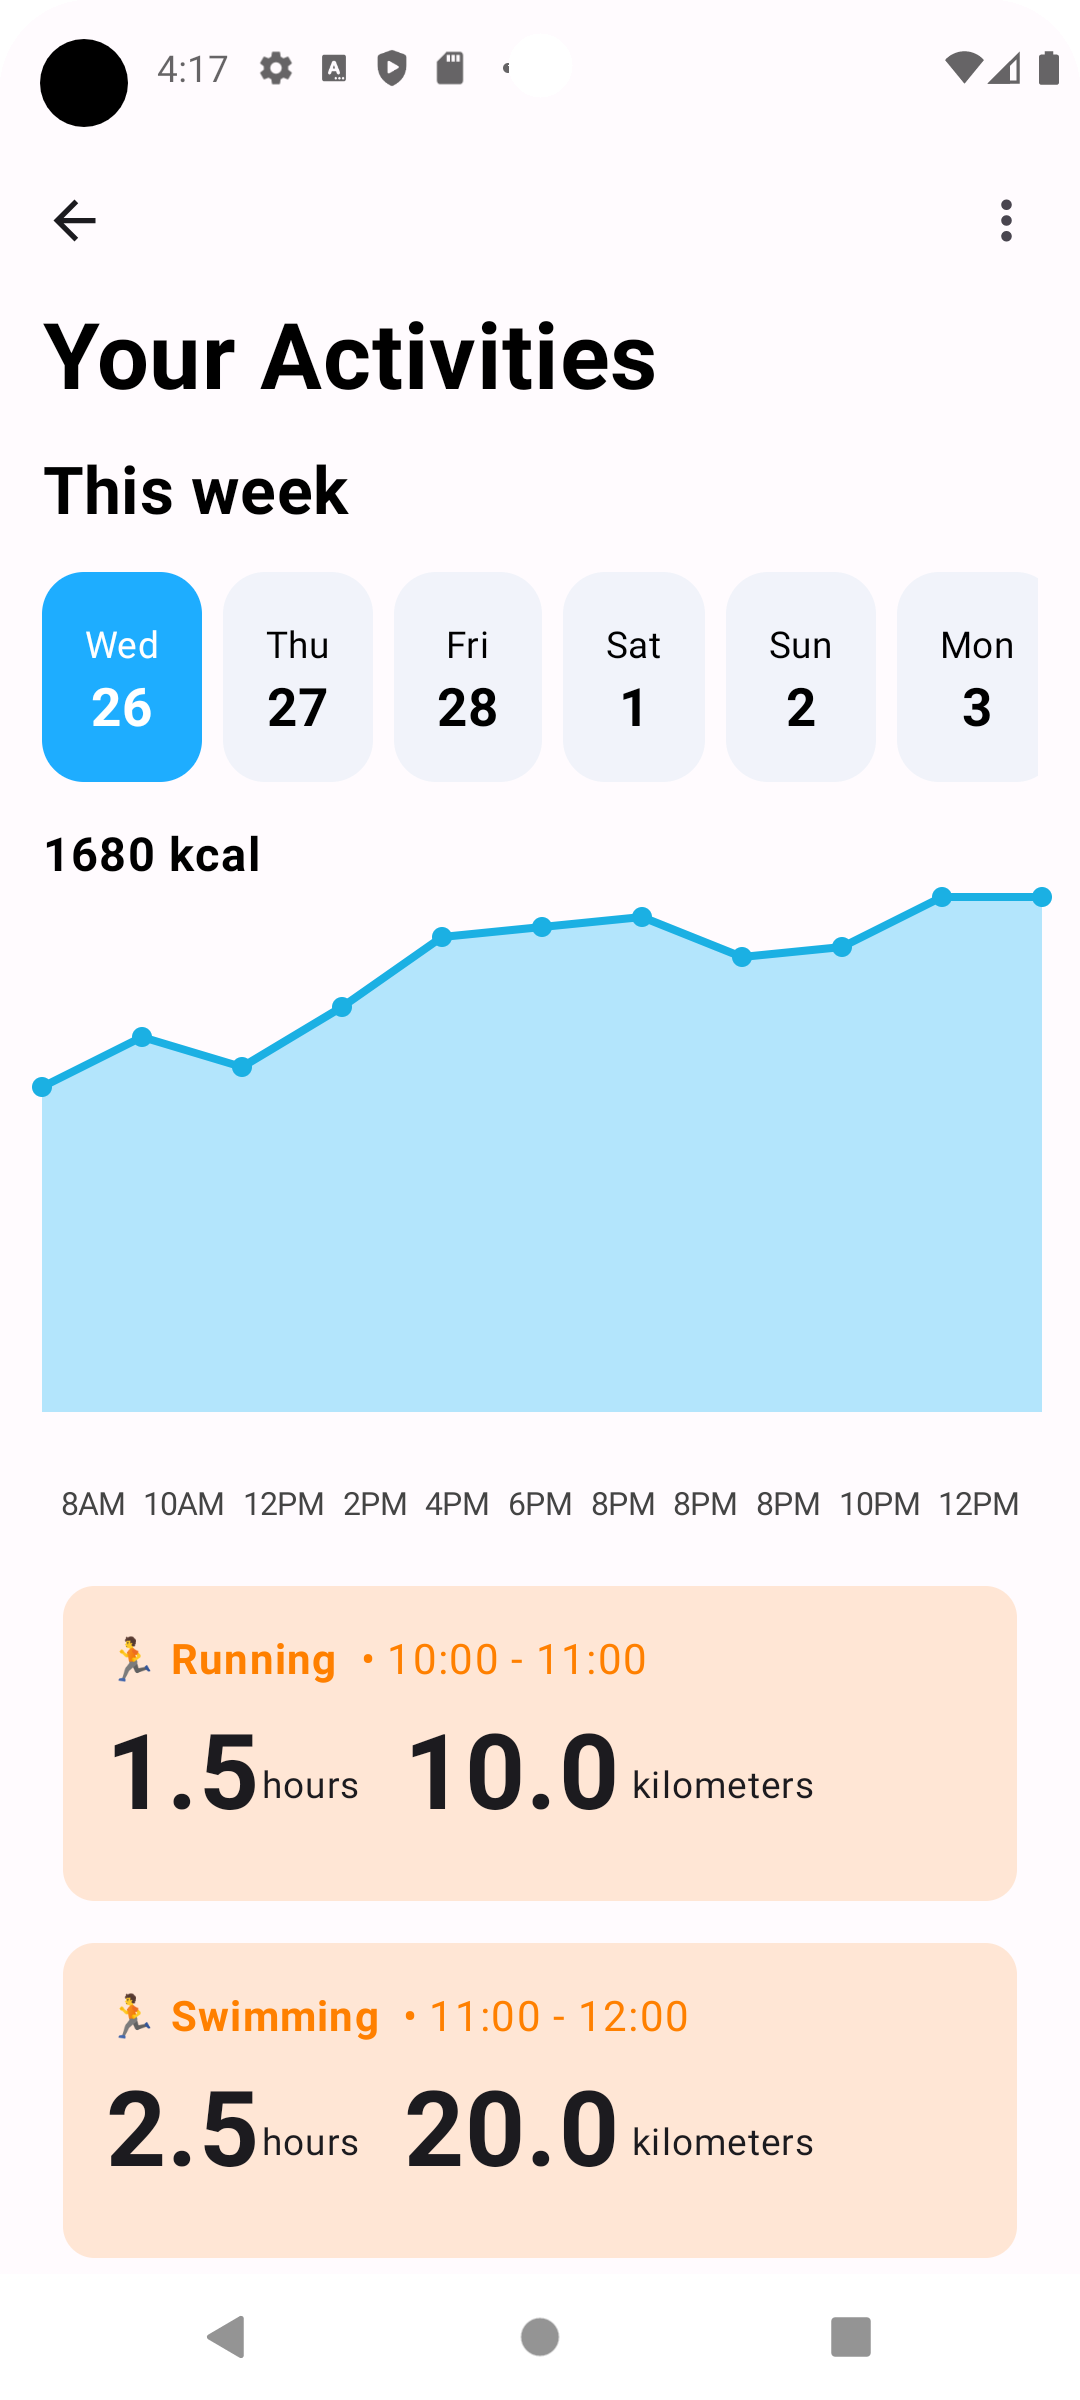 4:17
Your Activities
This week
Wed Thu Fri Sat Sun Mon
26 27 28 1 2 3
1680 kcal
8AM 10AM 12PM 2PM 4PM 6PM 8PM 8PM 8PM 10PM 12PM
🏃 Running • 10:00 - 11:00
1.5 hours 10.0 kilometers
🏃 Swimming • 11:00 - 12:00
2.5 hours 20.0 kilometers